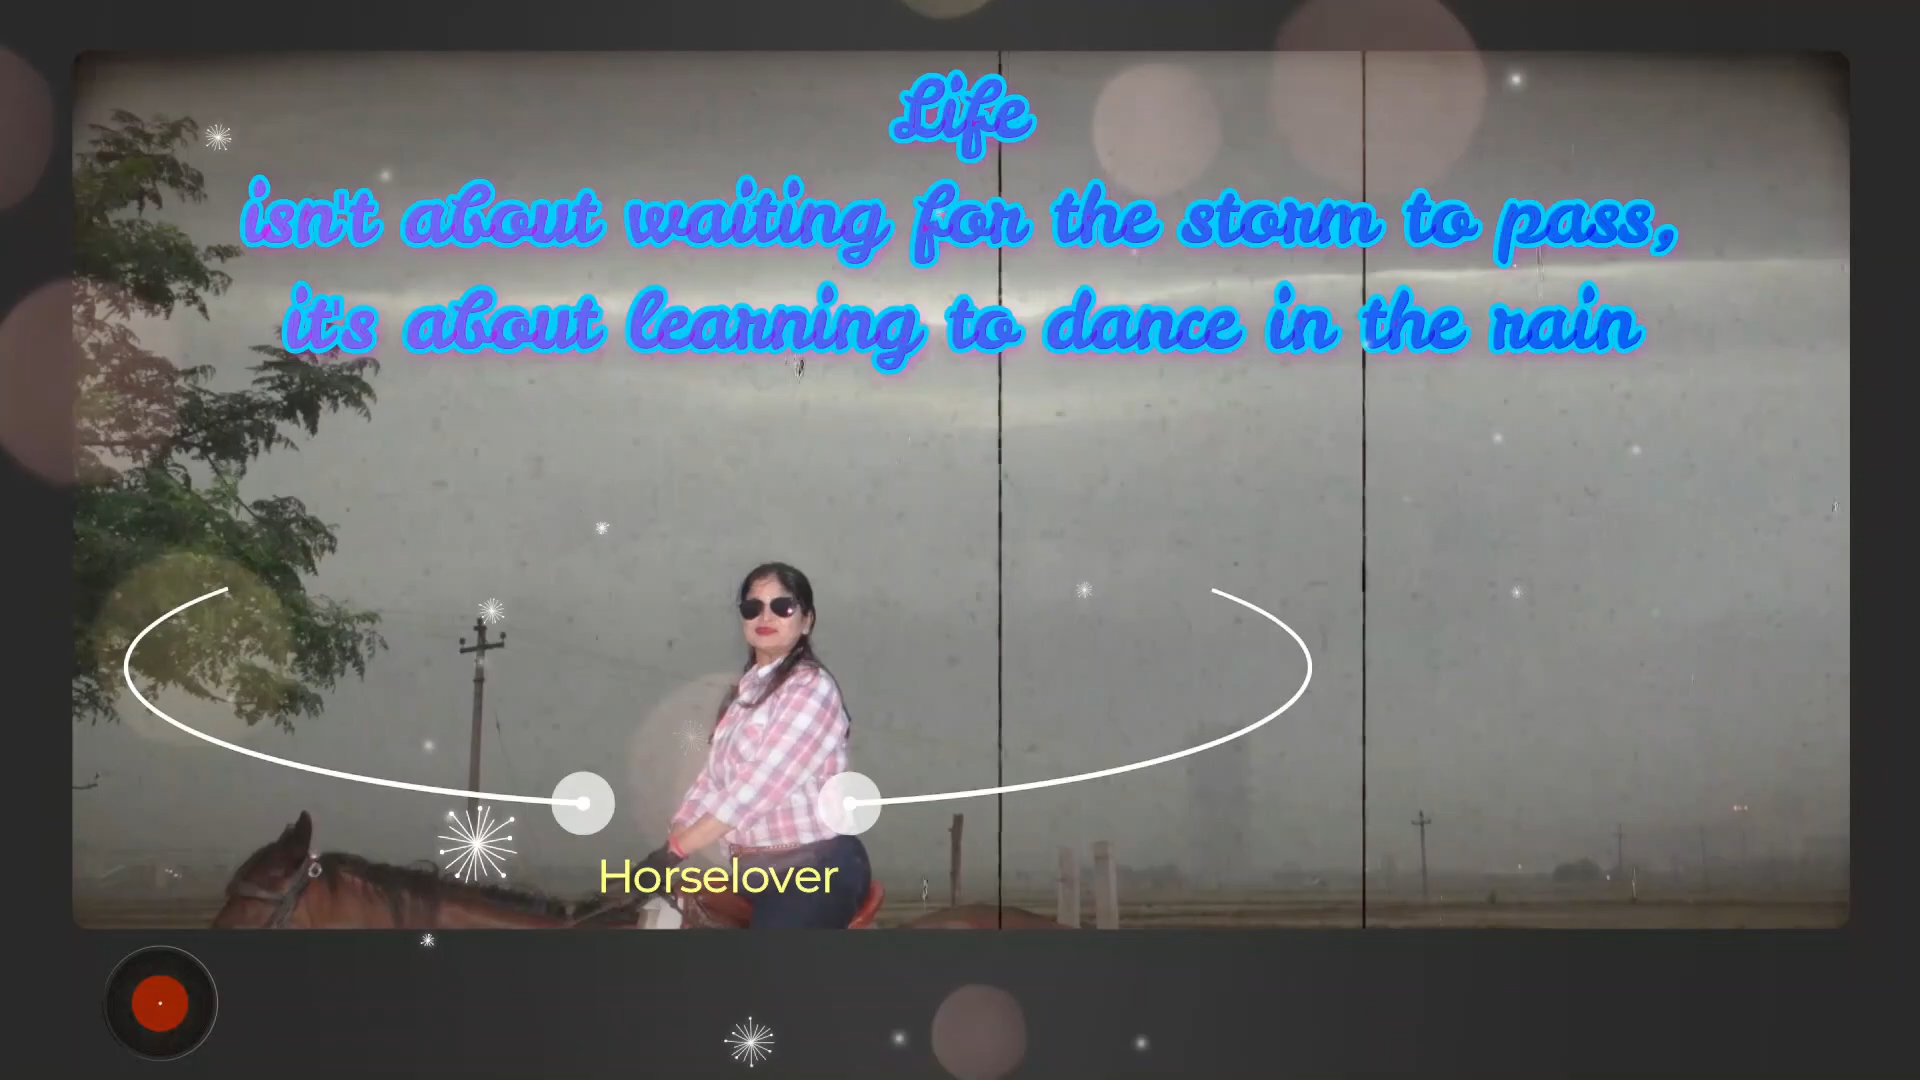 Life
isn't about waiting for the storm to pass,
it's about learning to dance in the rain
Horselover